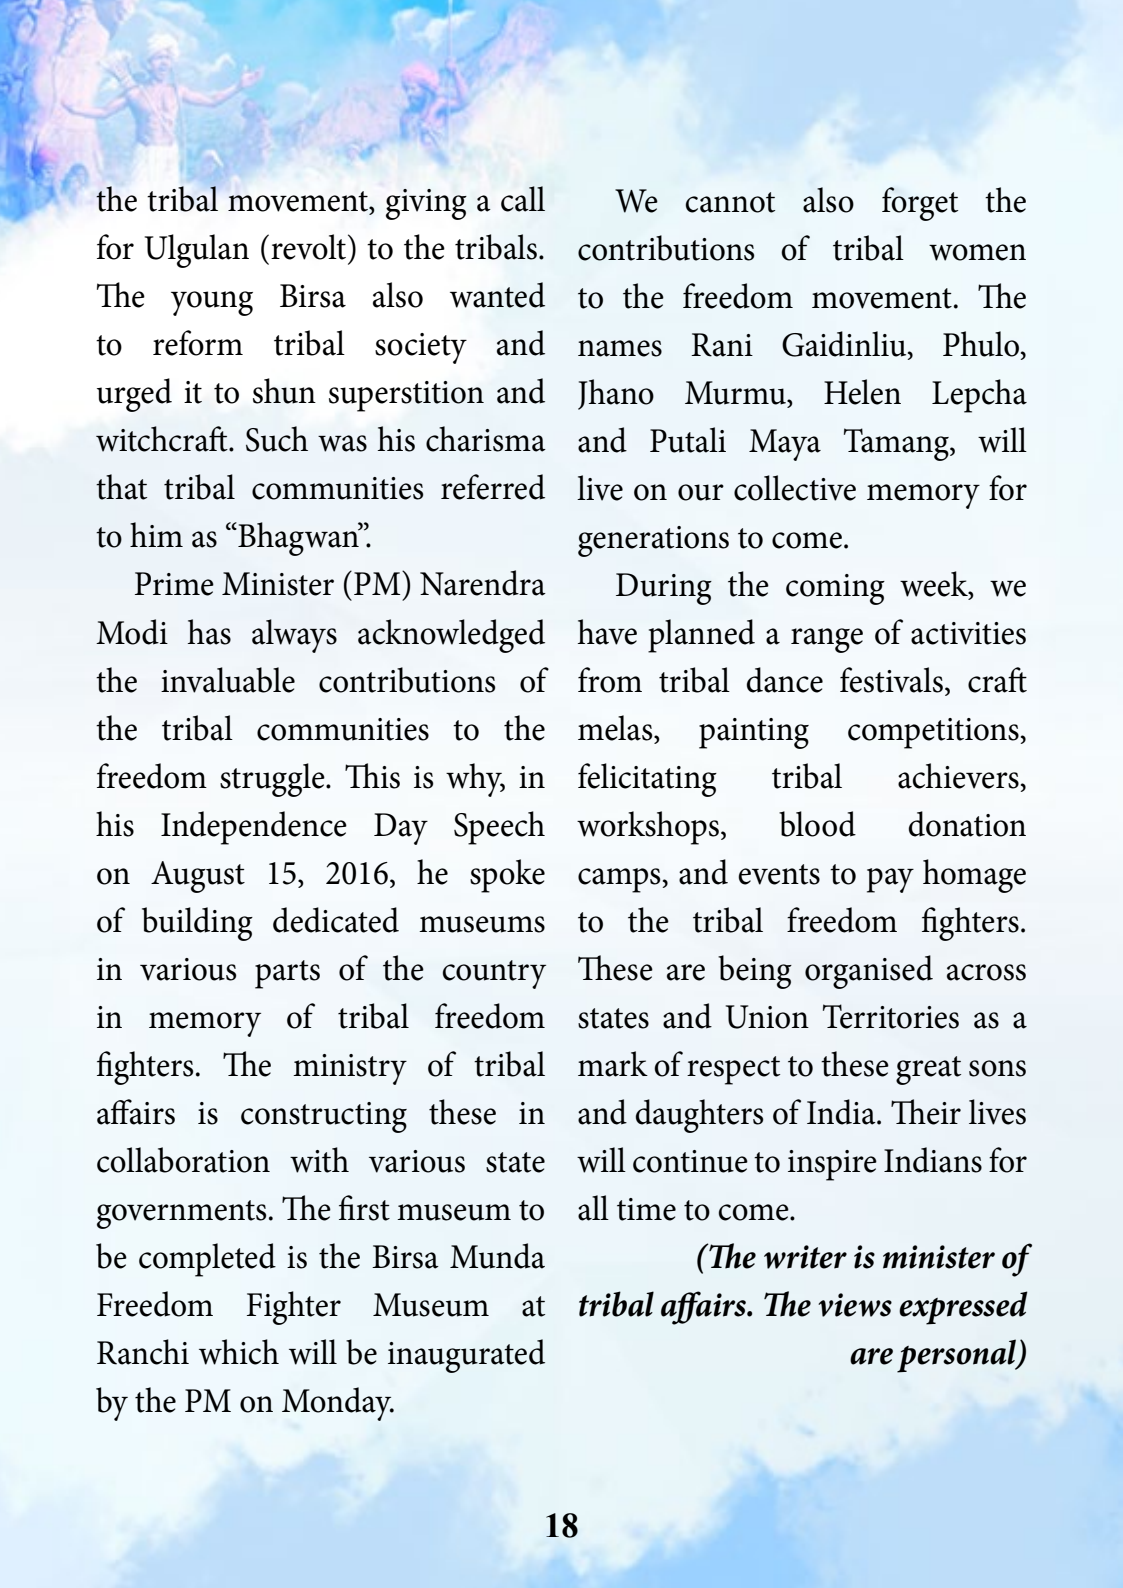 the tribal movement, giving a call
for Ulgulan (revolt) to the tribals.
The young Birsa also wanted
to reform tribal society and
urged it to shun superstition and
witchcraft. Such was his charisma
that tribal communities referred
to him as “Bhagwan”.
Prime Minister (PM) Narendra
Modi has always acknowledged
the invaluable contributions of
the tribal communities to the
freedom struggle. This is why, in
his Independence Day Speech
on August 15, 2016, he spoke
of building dedicated museums
in various parts of the country
in memory of tribal freedom
fighters. The ministry of tribal
affairs is constructing these in
collaboration with various state
governments. The first museum to
be completed is the Birsa Munda
Freedom Fighter Museum at
Ranchi which will be inaugurated
by the PM on Monday.
We cannot also forget the
contributions of tribal women
to the freedom movement. The
names Rani Gaidinliu, Phulo,
Jhano Murmu, Helen Lepcha
and Putali Maya Tamang, will
live on our collective memory for
generations to come.
During the coming week, we
have planned a range of activities
from tribal dance festivals, craft
melas, painting competitions,
felicitating tribal achievers,
workshops, blood donation
camps, and events to pay homage
to the tribal freedom fighters.
These are being organised across
states and Union Territories as a
mark of respect to these great sons
and daughters of India. Their lives
will continue to inspire Indians for
all time to come.
(The writer is minister of
tribal affairs. The views expressed
are personal)
18